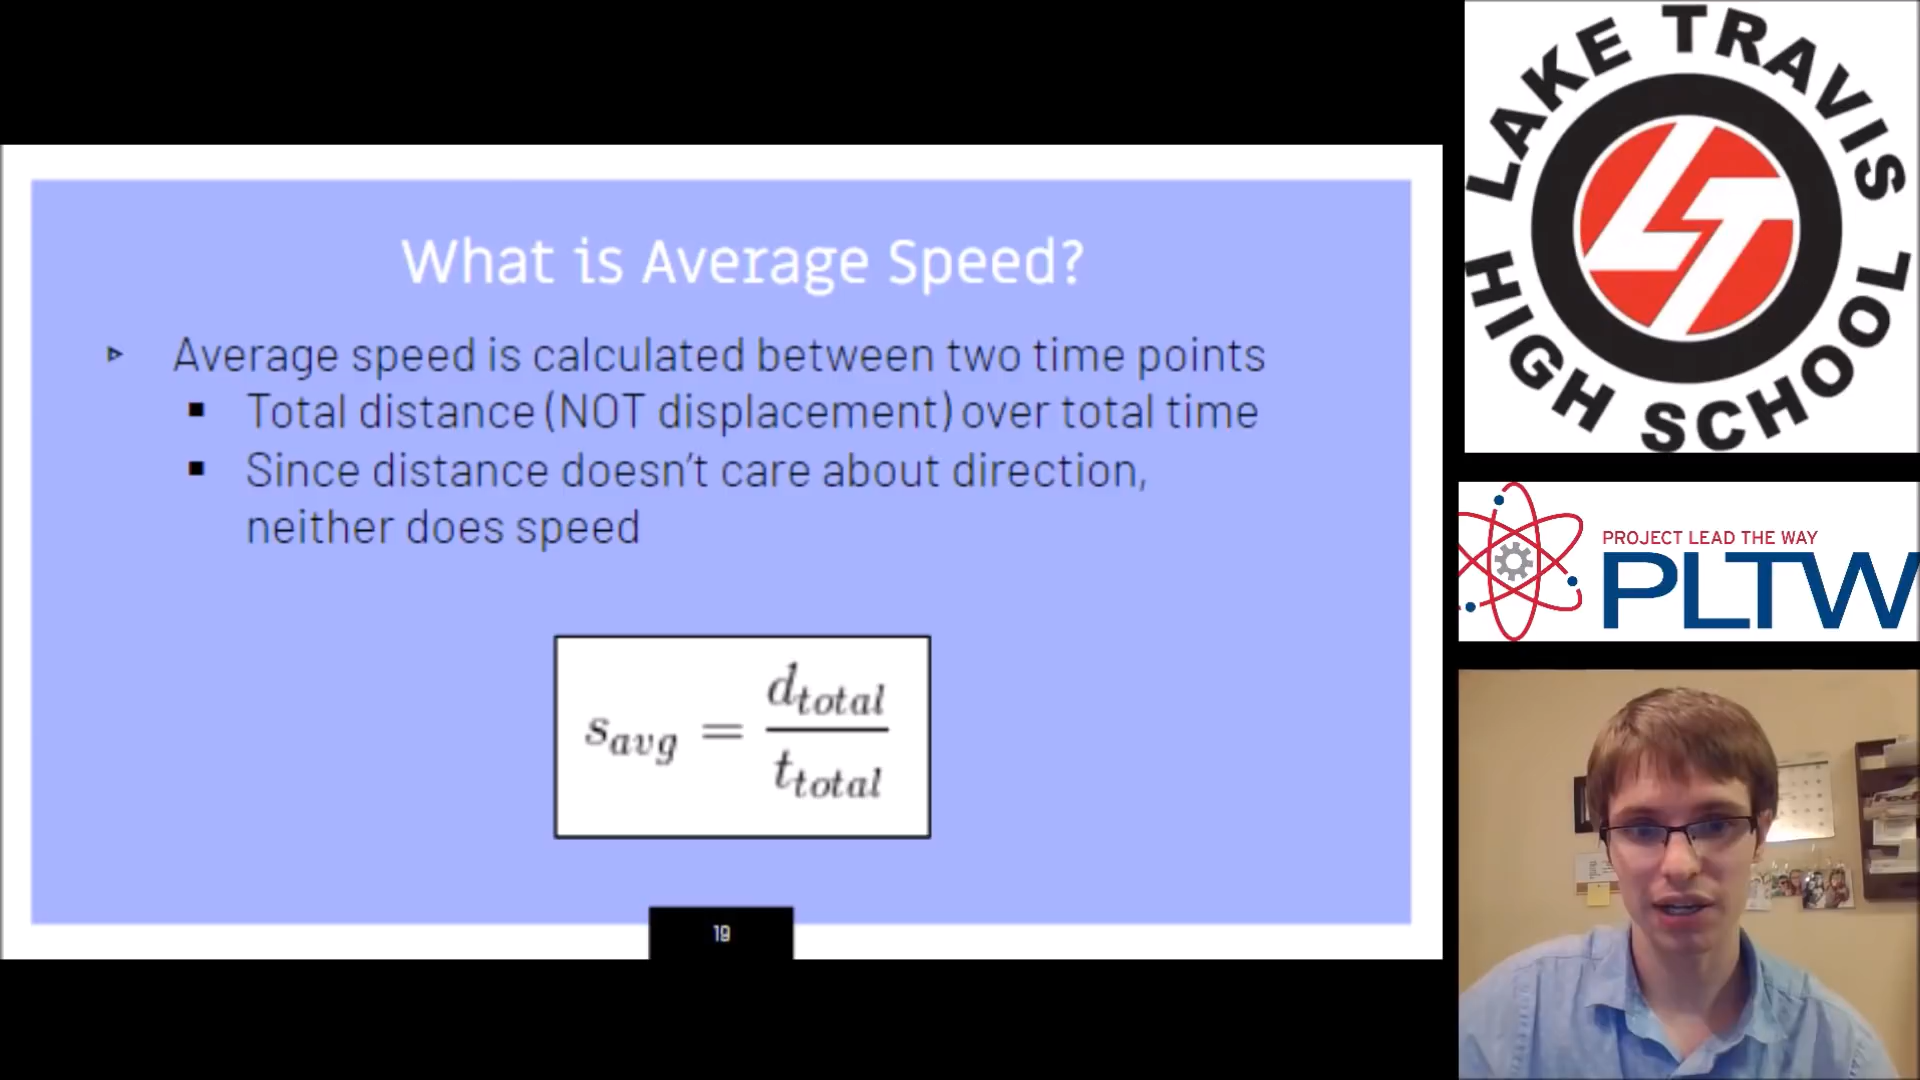 What is Average Speed?
▹ Average speed is calculated between two time points
▪ Total distance (NOT displacement) over total time
▪ Since distance doesn't care about direction,
neither does speed
s_avg = d_total / t_total
19
LAKE TRAVIS
HIGH SCHOOL
LT
PROJECT LEAD THE WAY
PLTW